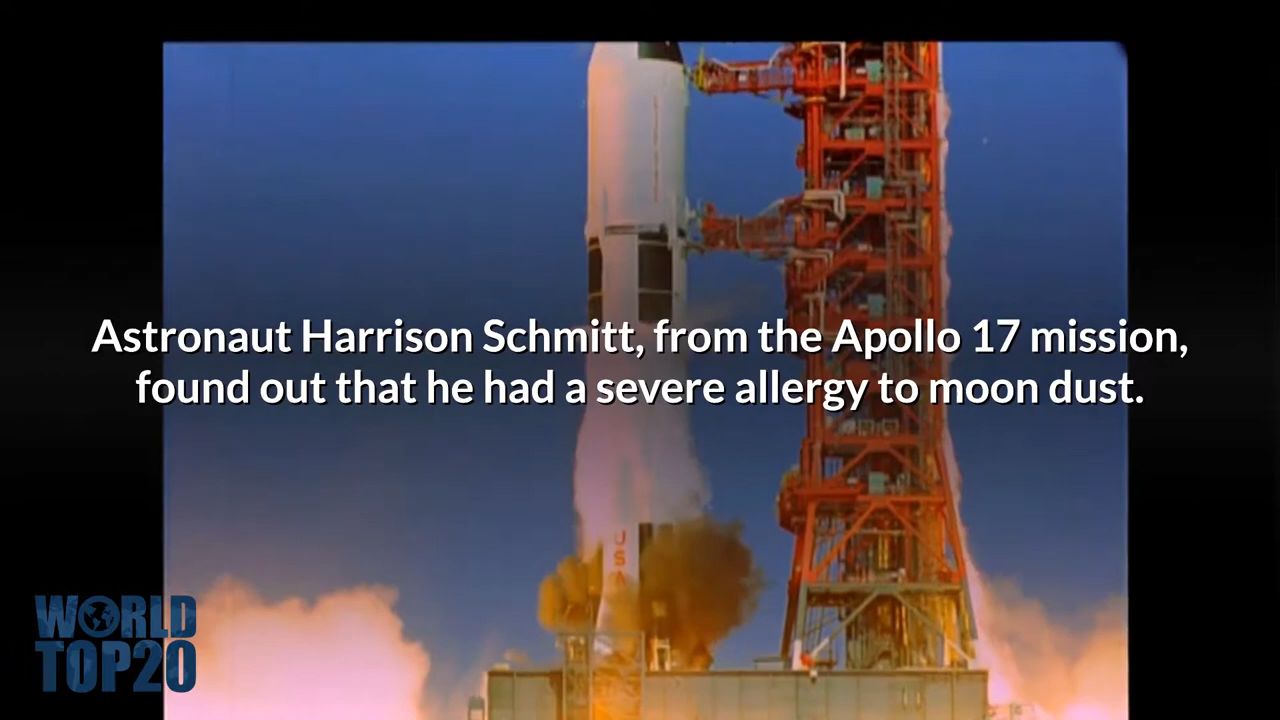 Astronaut Harrison Schmitt, from the Apollo 17 mission,
found out that he had a severe allergy to moon dust.
USA
WORLD
TOP20